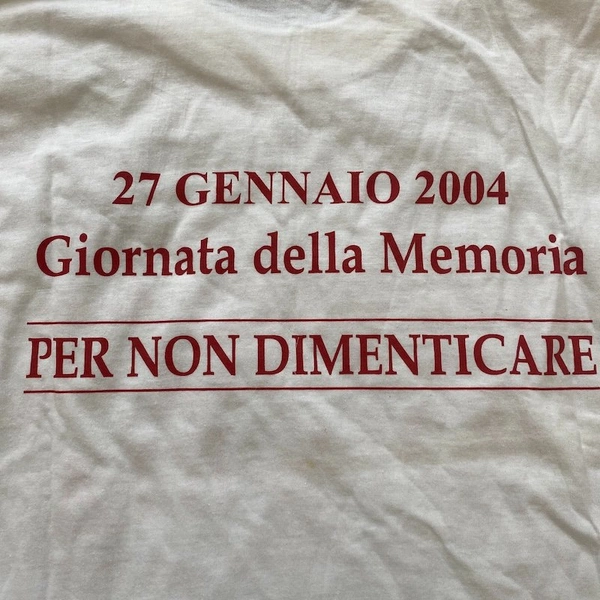 27 GENNAIO 2004
Giornata della Memoria
PER NON DIMENTICARE